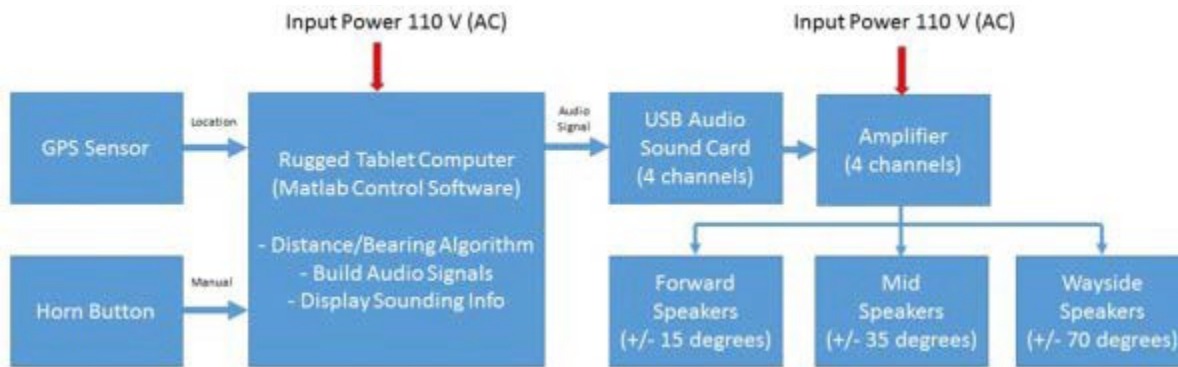 Input Power 110 V (AC)
Input Power 110 V (AC)
GPS Sensor
Location
Rugged Tablet Computer
(Matlab Control Software)
- Distance/Bearing Algorithm
- Build Audio Signals
- Display Sounding Info
Audio
Signal
USB Audio
Sound Card
(4 channels)
Amplifier
(4 channels)
Horn Button
Manual
Forward
Speakers
(+/- 15 degrees)
Mid
Speakers
(+/- 35 degrees)
Wayside
Speakers
(+/- 70 degrees)